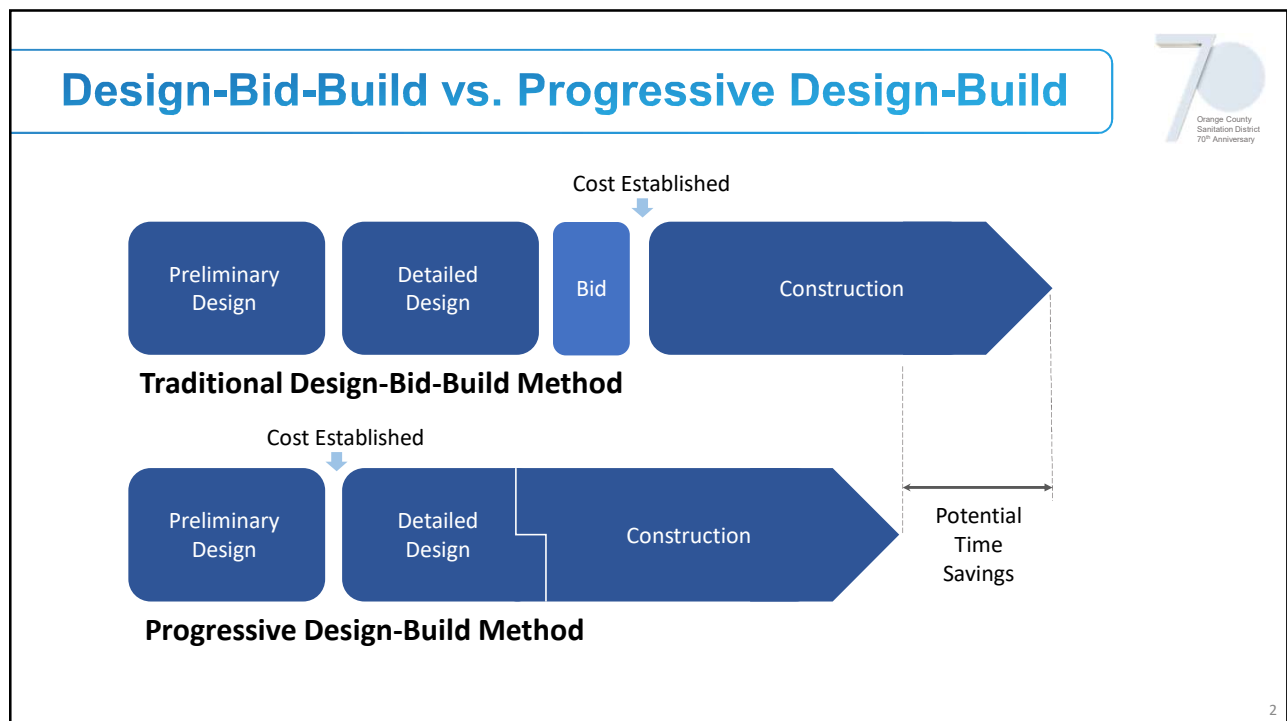 Design-Bid-Build vs. Progressive Design-Build
70
Orange County
Sanitation District
70th Anniversary
Cost Established
Preliminary
Design
Detailed
Design
Bid
Construction
Traditional Design-Bid-Build Method
Cost Established
Preliminary
Design
Detailed
Design
Construction
Potential
Time
Savings
Progressive Design-Build Method
2